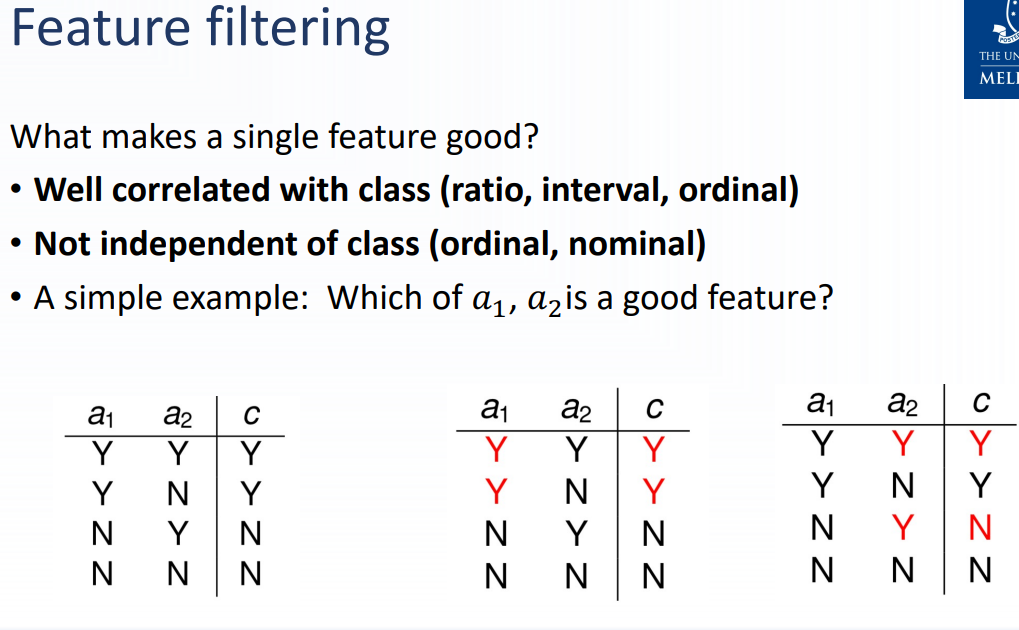 Feature filtering
THE UN
MEL
What makes a single feature good?
• Well correlated with class (ratio, interval, ordinal)
• Not independent of class (ordinal, nominal)
• A simple example: Which of a₁, a₂ is a good feature?
a₁ a₂ c
Y Y Y
Y N Y
N Y N
N N N
a₁ a₂ c
Y Y Y
Y N Y
N Y N
N N N
a₁ a₂ c
Y Y Y
Y N Y
N Y N
N N N